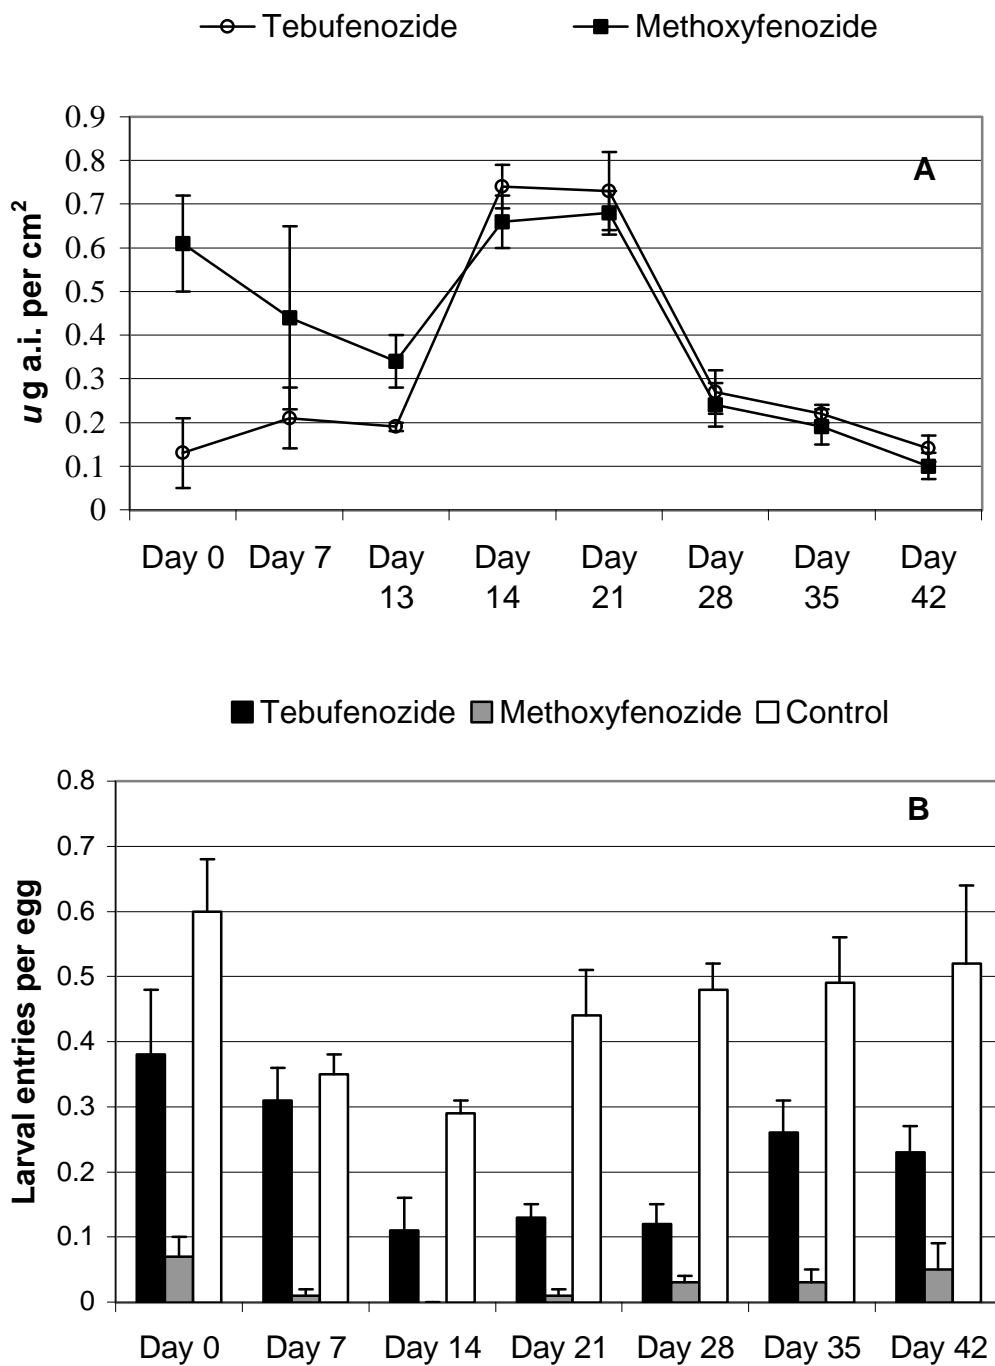 Tebufenozide Methoxyfenozide
0.9
0.8
A
0.7
0.6
0.5
0.4
0.3
0.2
0.1
0
ug a.i. per cm²
Day 0 Day 7 Day 13 Day 14 Day 21 Day 28 Day 35 Day 42
Tebufenozide Methoxyfenozide Control
0.8
B
0.7
0.6
0.5
0.4
0.3
0.2
0.1
0
Larval entries per egg
Day 0 Day 7 Day 14 Day 21 Day 28 Day 35 Day 42